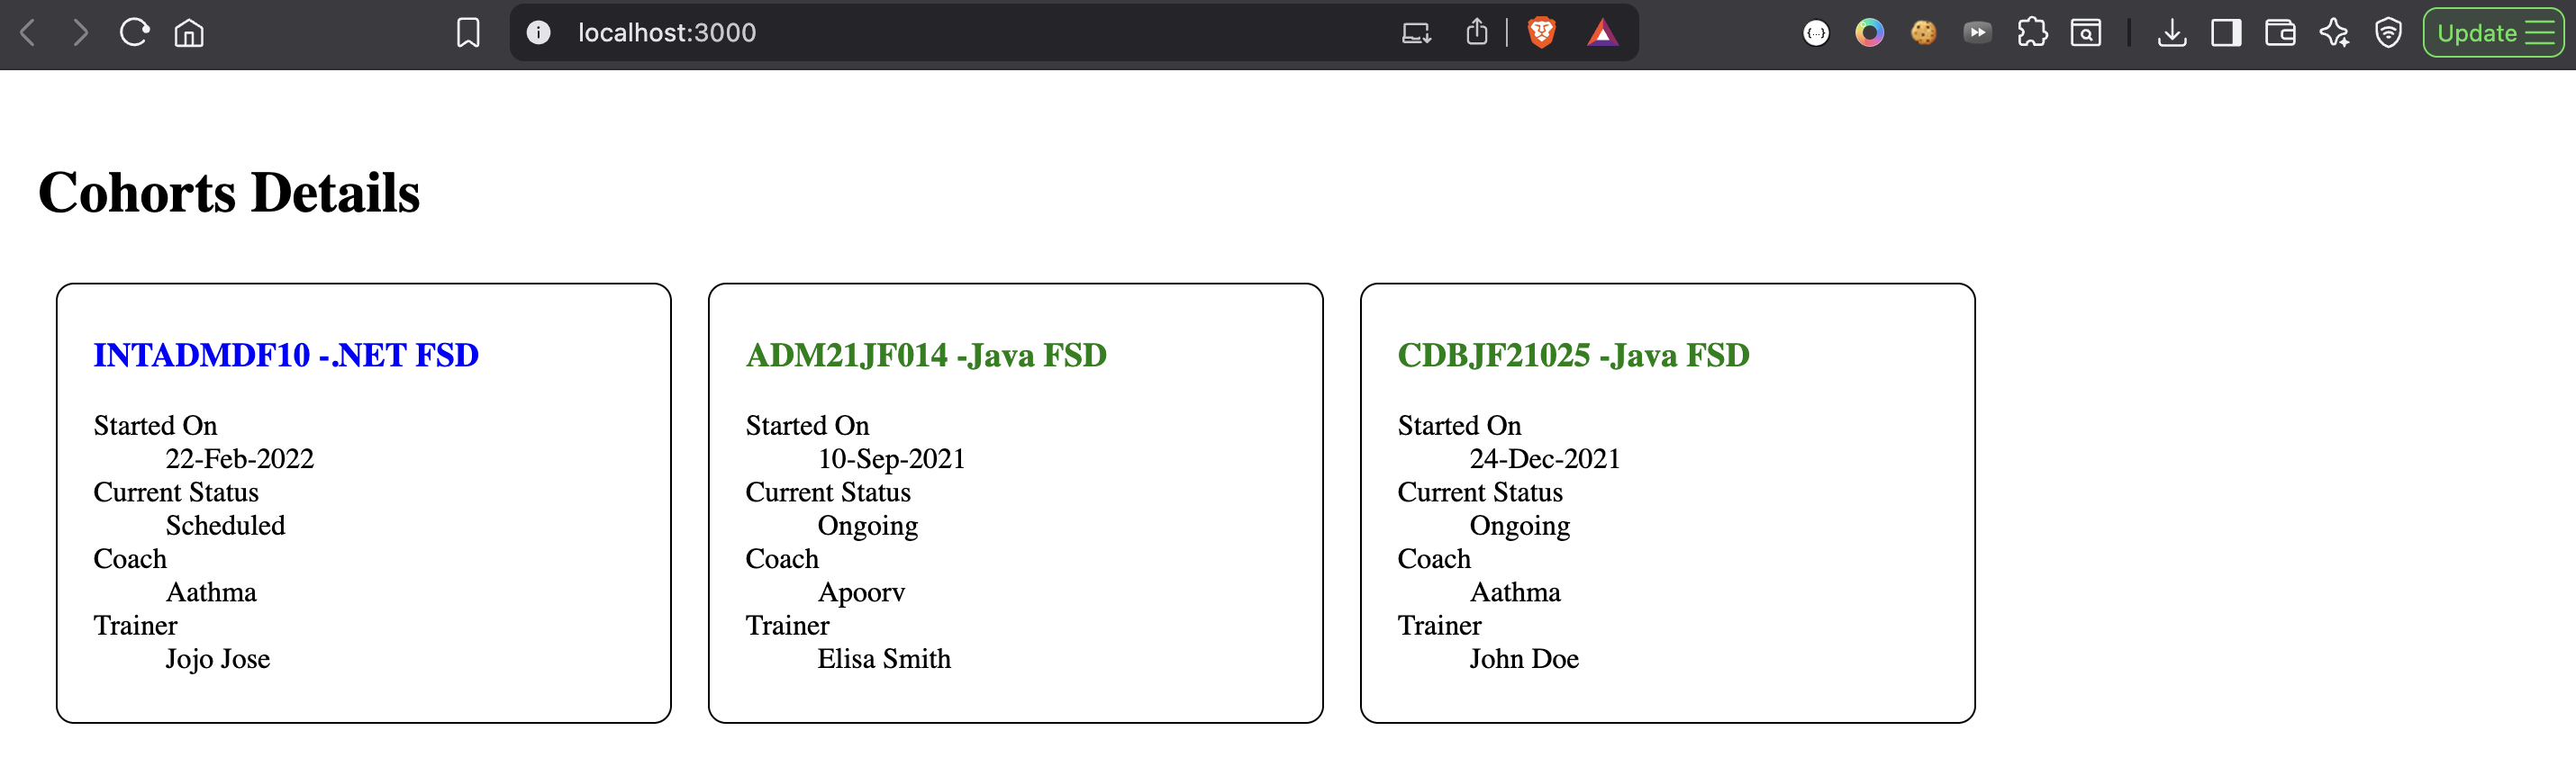 localhost:3000
Update
Cohorts Details
INTADMDF10 -.NET FSD
Started On
22-Feb-2022
Current Status
Scheduled
Coach
Aathma
Trainer
Jojo Jose
ADM21JF014 -Java FSD
Started On
10-Sep-2021
Current Status
Ongoing
Coach
Apoorv
Trainer
Elisa Smith
CDBJF21025 -Java FSD
Started On
24-Dec-2021
Current Status
Ongoing
Coach
Aathma
Trainer
John Doe